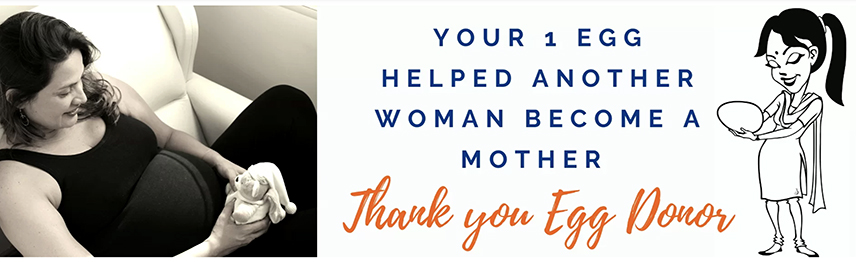 YOUR 1 EGG
HELPED ANOTHER
WOMAN BECOME A
MOTHER
Thank you Egg Donor